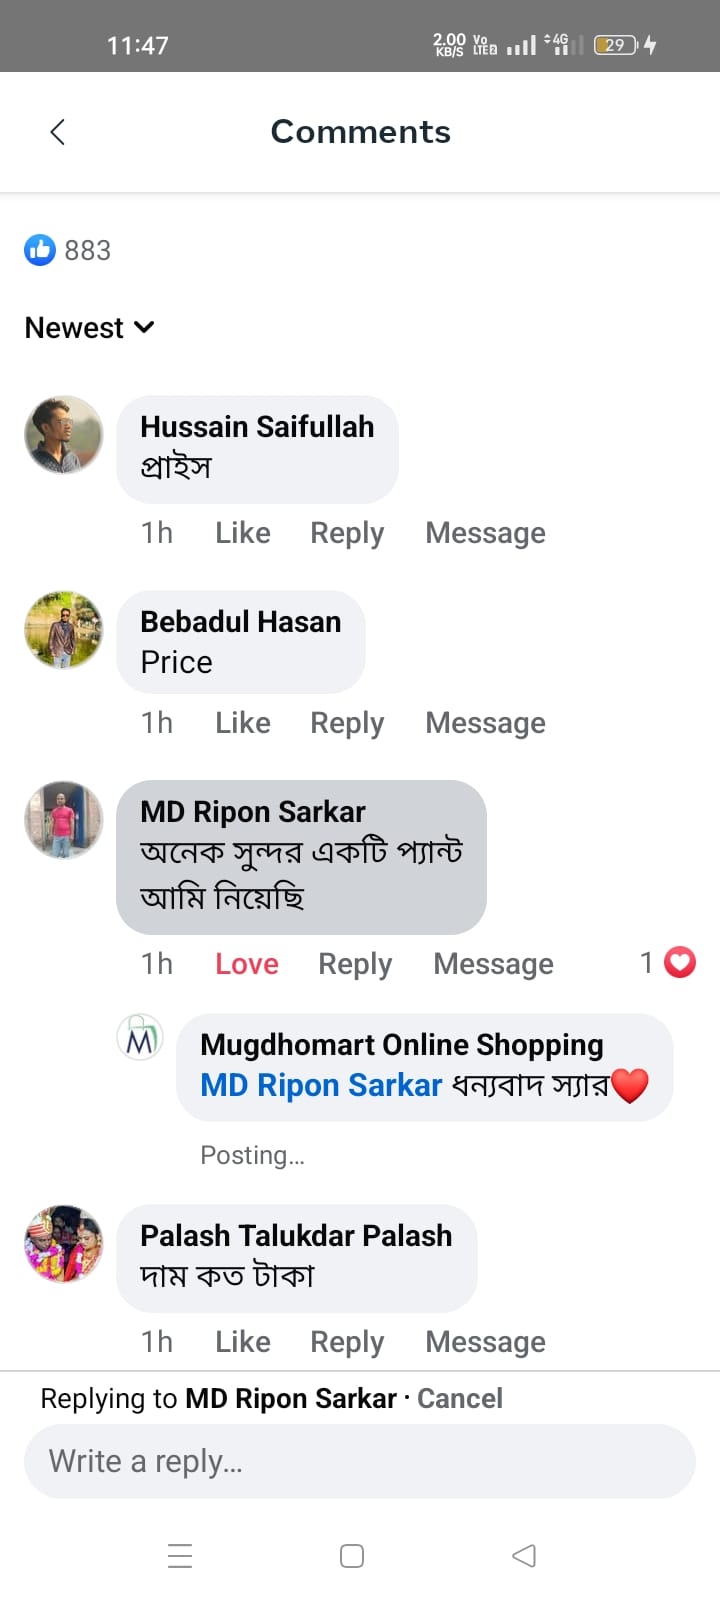 11:47
2.00 KB/S Vo LTE2 4G 29
Comments
883
Newest
Hussain Saifullah
প্রাইস
1h Like Reply Message
Bebadul Hasan
Price
1h Like Reply Message
MD Ripon Sarkar
অনেক সুন্দর একটি প্যান্ট
আমি নিয়েছি
1h Love Reply Message 1
M
Mugdhomart Online Shopping
MD Ripon Sarkar ধন্যবাদ স্যার❤️
Posting...
Palash Talukdar Palash
দাম কত টাকা
1h Like Reply Message
Replying to MD Ripon Sarkar · Cancel
Write a reply...